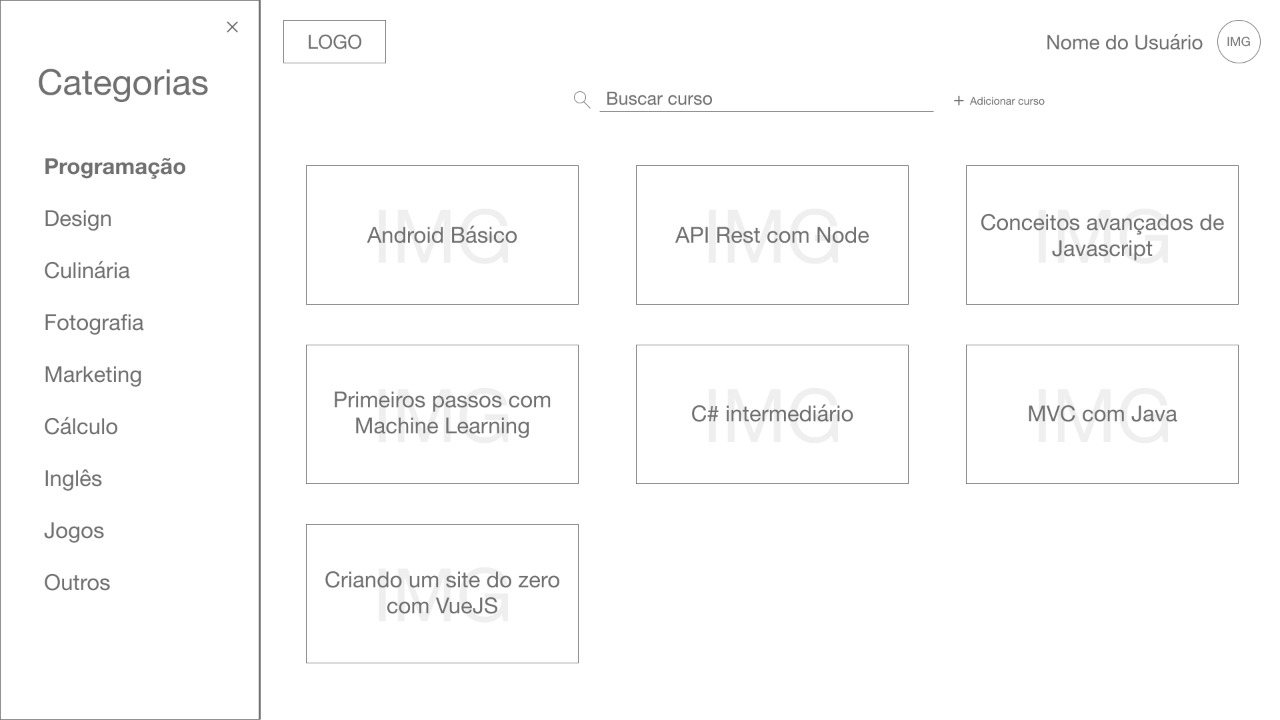 ×
Categorias
Programação
Design
Culinária
Fotografia
Marketing
Cálculo
Inglês
Jogos
Outros
LOGO
Nome do Usuário
IMG
Buscar curso
+ Adicionar curso
IMG
Android Básico
IMG
API Rest com Node
IMG
Conceitos avançados de
Javascript
IMG
Primeiros passos com
Machine Learning
IMG
C# intermediário
IMG
MVC com Java
IMG
Criando um site do zero
com VueJS